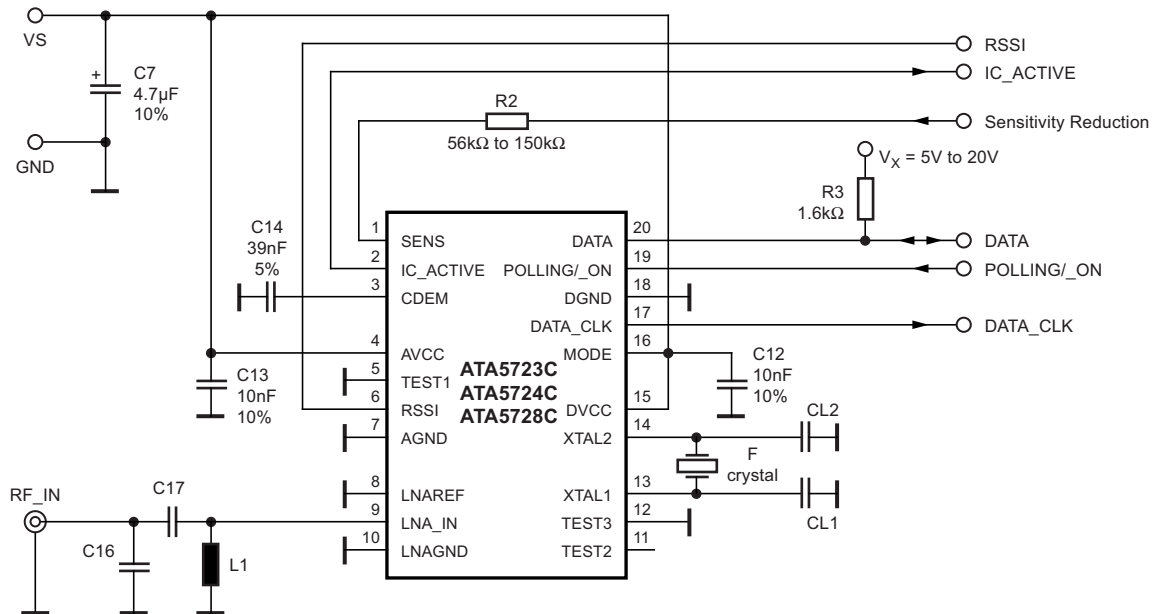 VS
C7
4.7µF
10%
+
GND
RSSI
IC_ACTIVE
R2
56kΩ to 150kΩ
Sensitivity Reduction
VX = 5V to 20V
R3
1.6kΩ
C14
39nF
5%
1
SENS
DATA
20
DATA
2
IC_ACTIVE
POLLING/_ON
19
POLLING/_ON
3
CDEM
DGND
18
DATA_CLK
17
DATA_CLK
4
AVCC
MODE
16
C13
10nF
10%
C12
10nF
10%
ATA5723C
ATA5724C
ATA5728C
5
TEST1
6
RSSI
DVCC
15
7
AGND
XTAL2
14
CL2
F
crystal
8
LNAREF
XTAL1
13
CL1
RF_IN
C17
9
LNA_IN
TEST3
12
C16
L1
10
LNAGND
TEST2
11